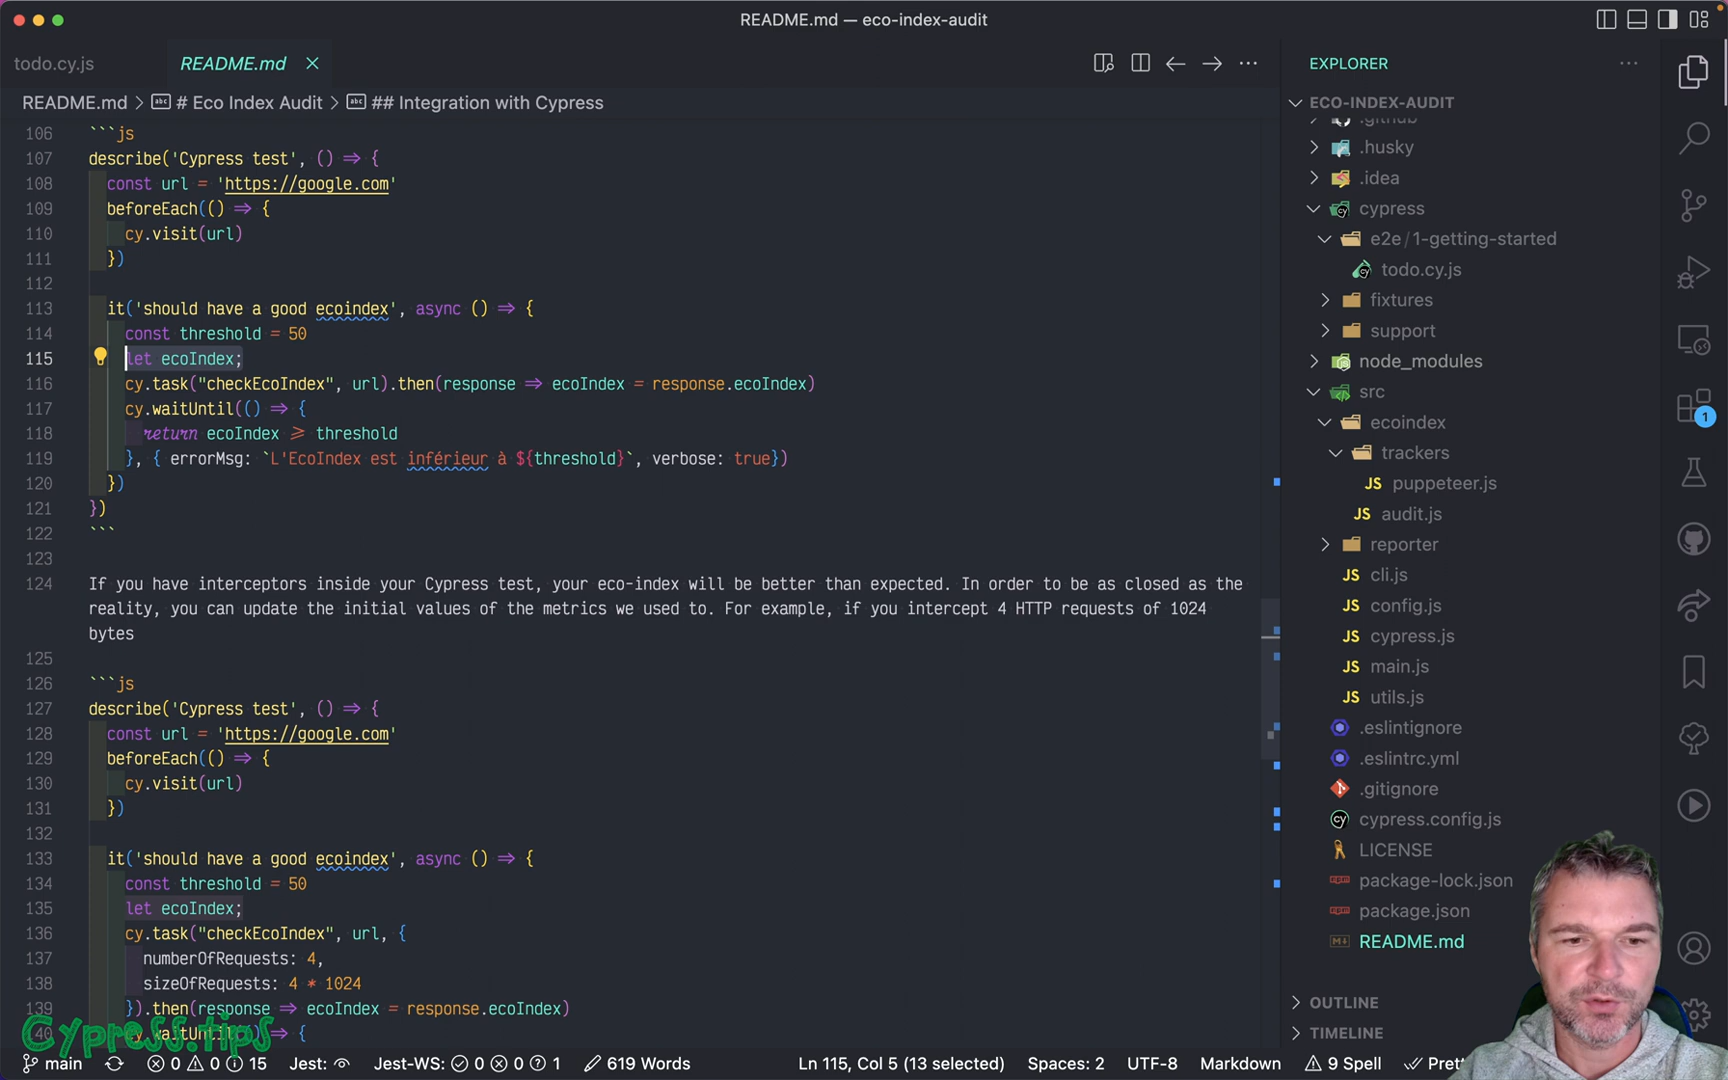 README.md — eco-index-audit
todo.cy.js
README.md
README.md > # Eco Index Audit > ## Integration with Cypress
106 ```js
107 describe('Cypress test', () => {
108 const url = 'https://google.com'
109 beforeEach(() => {
110 cy.visit(url)
111 })
112
113 it('should have a good ecoindex', async () => {
114 const threshold = 50
115 let ecoIndex;
116 cy.task("checkEcoIndex", url).then(response => ecoIndex = response.ecoIndex)
117 cy.waitUntil(() => {
118 return ecoIndex >= threshold
119 }, { errorMsg: `L'EcoIndex est inférieur à ${threshold}`, verbose: true})
120 })
121 })
122 ```
123
124 If you have interceptors inside your Cypress test, your eco-index will be better than expected. In order to be as closed as the
reality, you can update the initial values of the metrics we used to. For example, if you intercept 4 HTTP requests of 1024
bytes
125
126 ```js
127 describe('Cypress test', () => {
128 const url = 'https://google.com'
129 beforeEach(() => {
130 cy.visit(url)
131 })
132
133 it('should have a good ecoindex', async () => {
134 const threshold = 50
135 let ecoIndex;
136 cy.task("checkEcoIndex", url, {
137 numberOfRequests: 4,
138 sizeOfRequests: 4 * 1024
139 }).then(response => ecoIndex = response.ecoIndex)
140 cy.waitUntil(() => {
Cypress.tips
EXPLORER
ECO-INDEX-AUDIT
.github
.husky
.idea
cypress
e2e / 1-getting-started
todo.cy.js
fixtures
support
node_modules
src
ecoindex
trackers
JS puppeteer.js
JS audit.js
reporter
JS cli.js
JS config.js
JS cypress.js
JS main.js
JS utils.js
.eslintignore
.eslintrc.yml
.gitignore
cy cypress.config.js
LICENSE
package-lock.json
package.json
README.md
OUTLINE
TIMELINE
1
main 0 0 15 Jest: Jest-WS: 0 0 1 619 Words Ln 115, Col 5 (13 selected) Spaces: 2 UTF-8 Markdown 9 Spell Prett